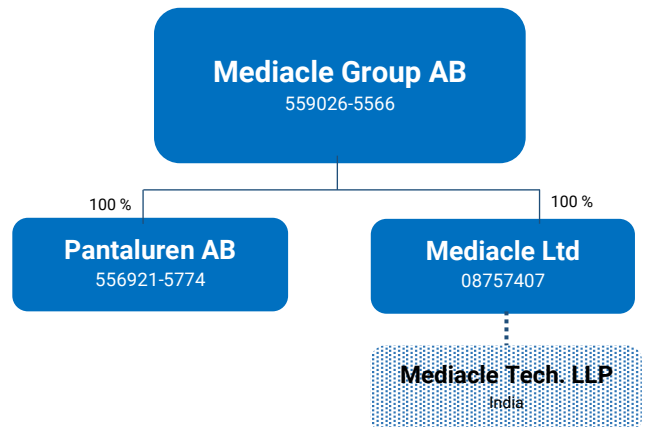 Mediacle Group AB
559026-5566
100 %
100 %
Pantaluren AB
556921-5774
Mediacle Ltd
08757407
Mediacle Tech. LLP
India